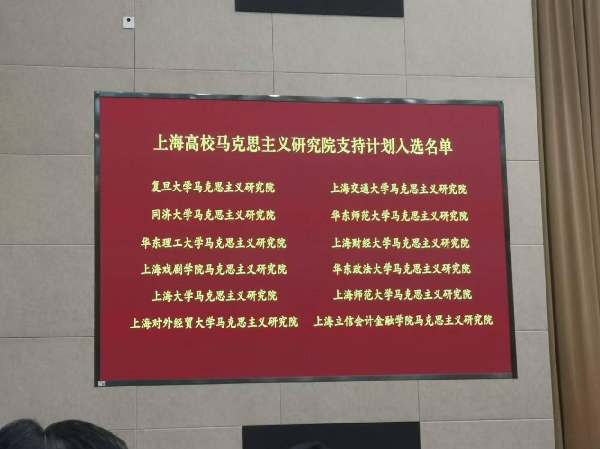 上海高校马克思主义研究院支持计划入选名单
复旦大学马克思主义研究院 上海交通大学马克思主义研究院
同济大学马克思主义研究院 华东师范大学马克思主义研究院
华东理工大学马克思主义研究院 上海财经大学马克思主义研究院
上海戏剧学院马克思主义研究院 华东政法大学马克思主义研究院
上海大学马克思主义研究院 上海师范大学马克思主义研究院
上海对外经贸大学马克思主义研究院 上海立信会计金融学院马克思主义研究院